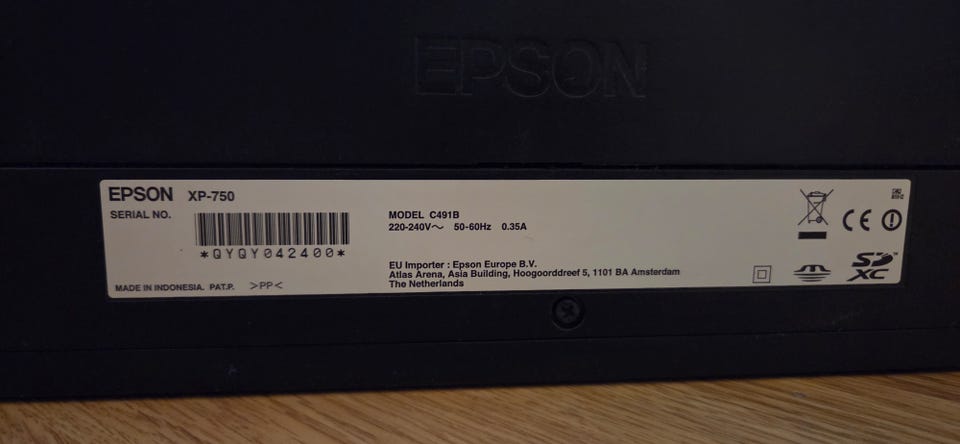 EPSON
EPSON XP-750
SERIAL NO.
*QYQY042400*
MADE IN INDONESIA. PAT.P. >PP<
MODEL C491B
220-240V～ 50-60Hz 0.35A
EU Importer : Epson Europe B.V.
Atlas Arena, Asia Building, Hoogoorddreef 5, 1101 BA Amsterdam
The Netherlands
CE
SD XC